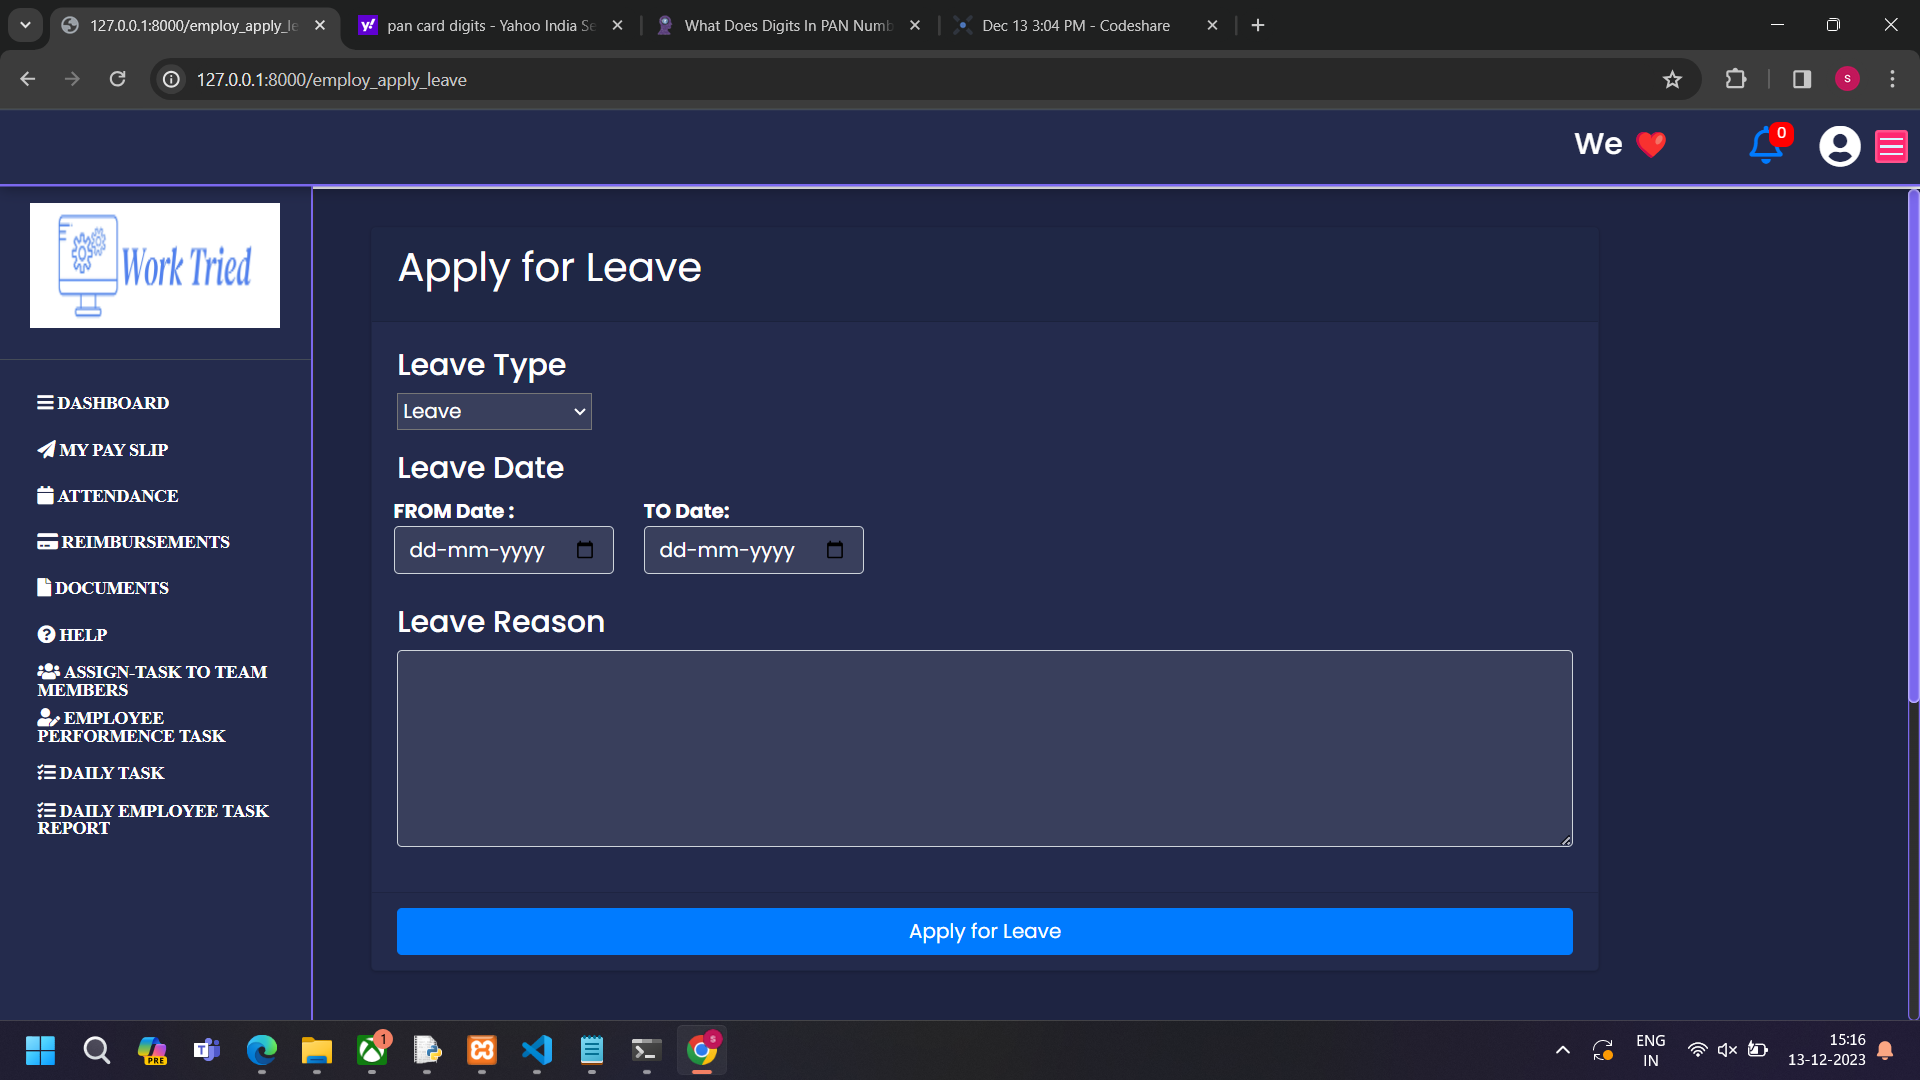 127.0.0.1:8000/employ_apply_le
pan card digits - Yahoo India Se
What Does Digits In PAN Numb
Dec 13 3:04 PM - Codeshare
127.0.0.1:8000/employ_apply_leave
S
We ❤️
0
Work Tried
DASHBOARD
MY PAY SLIP
ATTENDANCE
REIMBURSEMENTS
DOCUMENTS
HELP
ASSIGN-TASK TO TEAM
MEMBERS
EMPLOYEE
PERFORMENCE TASK
DAILY TASK
DAILY EMPLOYEE TASK
REPORT
Apply for Leave
Leave Type
Leave
Leave Date
FROM Date : TO Date:
dd-mm-yyyy dd-mm-yyyy
Leave Reason
Apply for Leave
PRE
1
S
ENG
IN
15:16
13-12-2023